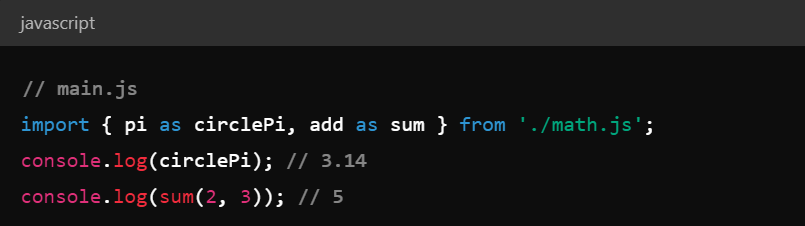 javascript
// main.js
import { pi as circlePi, add as sum } from './math.js';
console.log(circlePi); // 3.14
console.log(sum(2, 3)); // 5